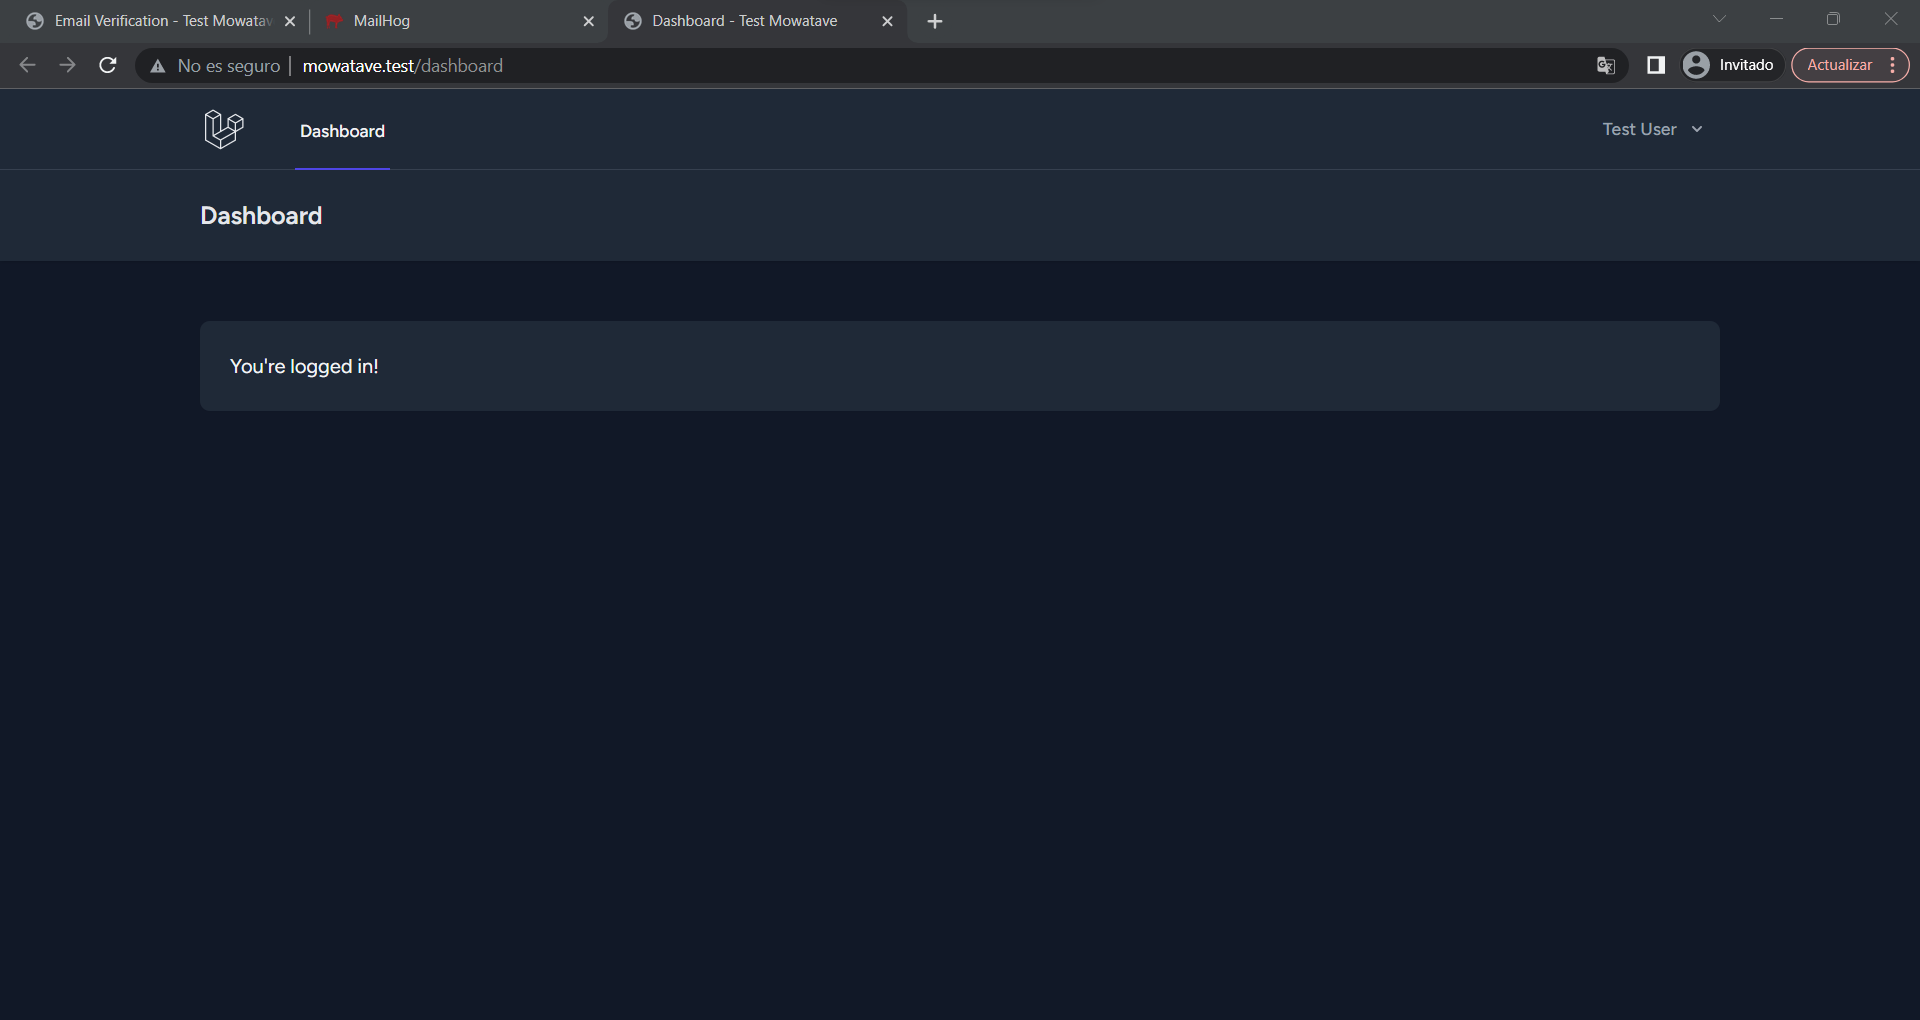 Email Verification - Test Mowatav
MailHog
Dashboard - Test Mowatave
No es seguro
mowatave.test/dashboard
Invitado
Actualizar
Dashboard
Test User
Dashboard
You're logged in!